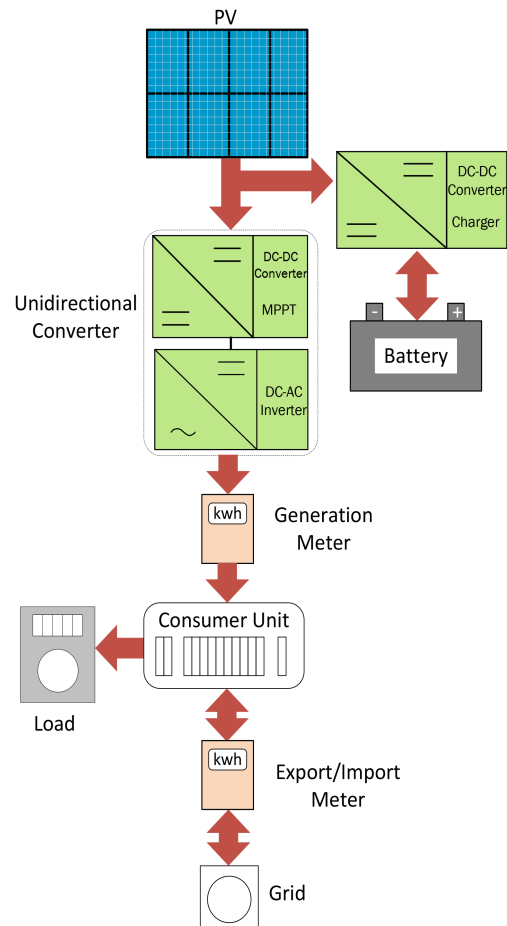 PV
DC-DC
Converter
Charger
DC-DC
Converter
MPPT
Unidirectional
Converter
- +
Battery
DC-AC
Inverter
kwh
Generation
Meter
Consumer Unit
Load
kwh
Export/Import
Meter
Grid